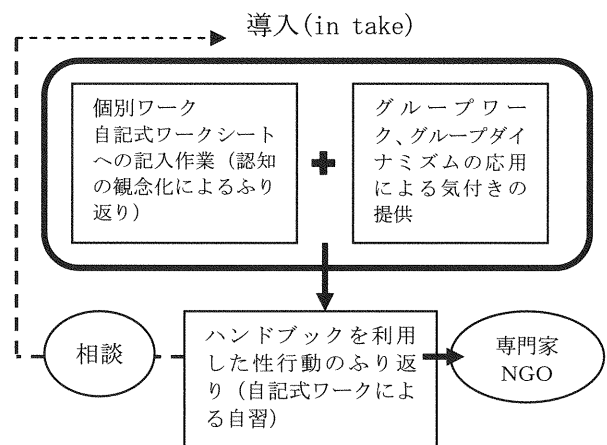 導入(in take)
個別ワーク
自記式ワークシート
への記入作業（認知
の観念化によるふり
返り）
グループワー
ク、グループダイ
ナミズムの応用
による気付きの
提供
相談
ハンドブックを利用
した性行動のふり返
り（自記式ワークによ
る自習）
専門家
NGO